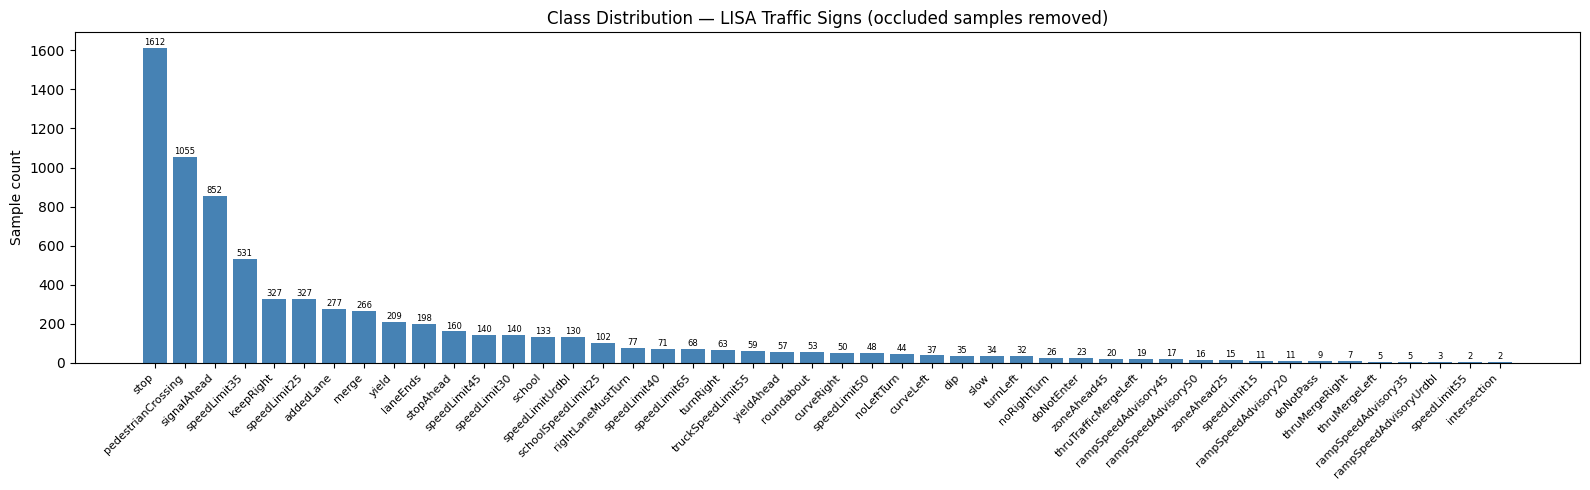 Class Distribution — LISA Traffic Signs (occluded samples removed)
Sample count
1600
1400
1200
1000
800
600
400
200
0
1612
1055
852
531
327
327
277
266
209
198
160
140
140
133
130
102
77
71
68
63
59
57
53
50
48
44
37
35
34
32
26
23
20
19
17
16
15
11
11
9
7
5
5
3
2
2
stop
pedestrianCrossing
signalAhead
speedLimit35
keepRight
speedLimit25
addedLane
merge
yield
laneEnds
stopAhead
speedLimit45
speedLimit30
school
speedLimitUrdbl
schoolSpeedLimit25
rightLaneMustTurn
speedLimit40
speedLimit65
turnRight
truckSpeedLimit55
yieldAhead
roundabout
curveRight
speedLimit50
noLeftTurn
curveLeft
dip
slow
turnLeft
noRightTurn
doNotEnter
zoneAhead45
thruTrafficMergeLeft
rampSpeedAdvisory45
rampSpeedAdvisory50
zoneAhead25
speedLimit15
rampSpeedAdvisory20
doNotPass
thruMergeRight
thruMergeLeft
rampSpeedAdvisory35
rampSpeedAdvisoryUrdbl
speedLimit55
intersection